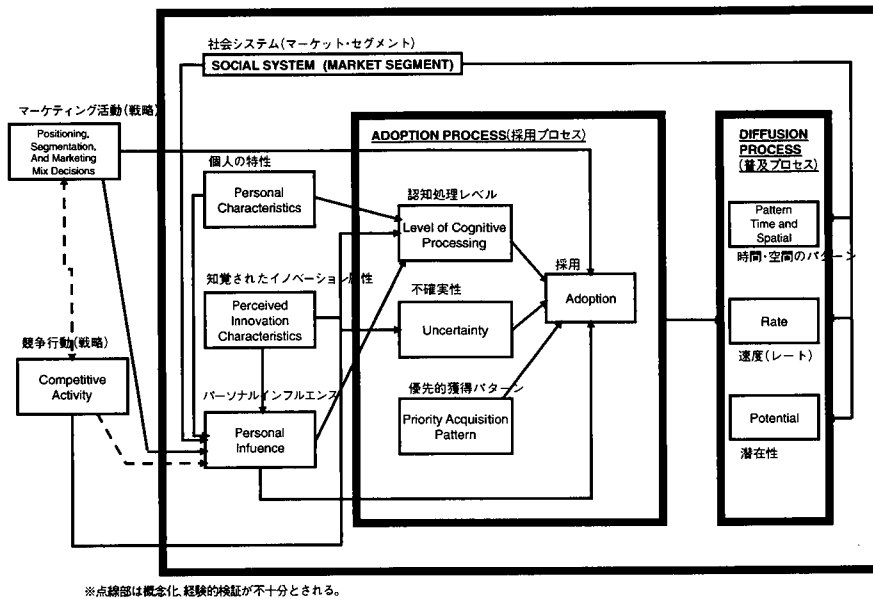 社会システム(マーケット・セグメント)
SOCIAL SYSTEM (MARKET SEGMENT)
マーケティング活動(戦略)
Positioning,
Segmentation,
And Marketing
Mix Decisions
ADOPTION PROCESS(採用プロセス)
DIFFUSION
PROCESS
(普及プロセス)
個人の特性
Personal
Characteristics
認知処理レベル
Level of Cognitive
Processing
Pattern
Time and
Spatial
時間・空間のパターン
知覚されたイノベーション属性
Perceived
Innovation
Characteristics
不確実性
Uncertainty
採用
Adoption
Rate
速度(レート)
競争行動(戦略)
Competitive
Activity
パーソナルインフルエンス
Personal
Infuence
優先的獲得パターン
Priority Acquisition
Pattern
Potential
潜在性
※点線部は概念化、経験的検証が不十分とされる。